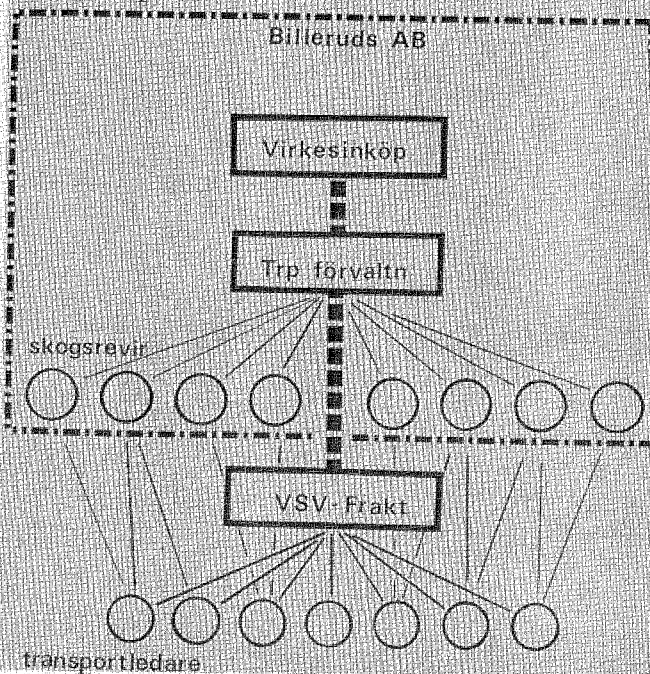 Billeruds AB
Virkesinköp
Trp förvaltn
skogsrevir
VSV-Frakt
transportledare